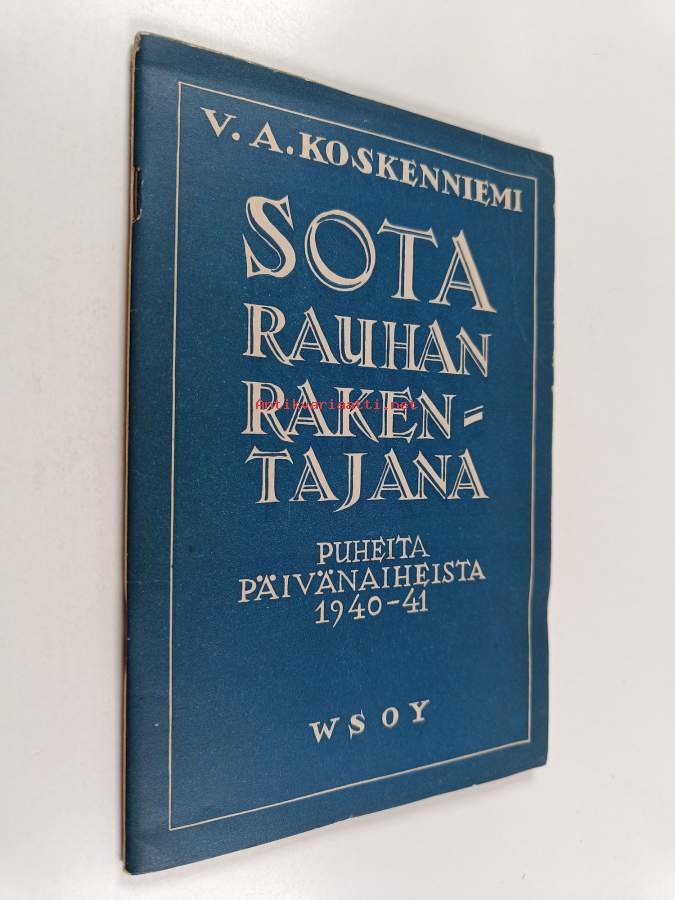 V. A. KOSKENNIEMI
SOTA
RAUHAN
RAKEN-
Antikvariaatti.net
TAJANA
PUHEITA
PÄIVÄNAIHEISTA
1940-41
WSOY